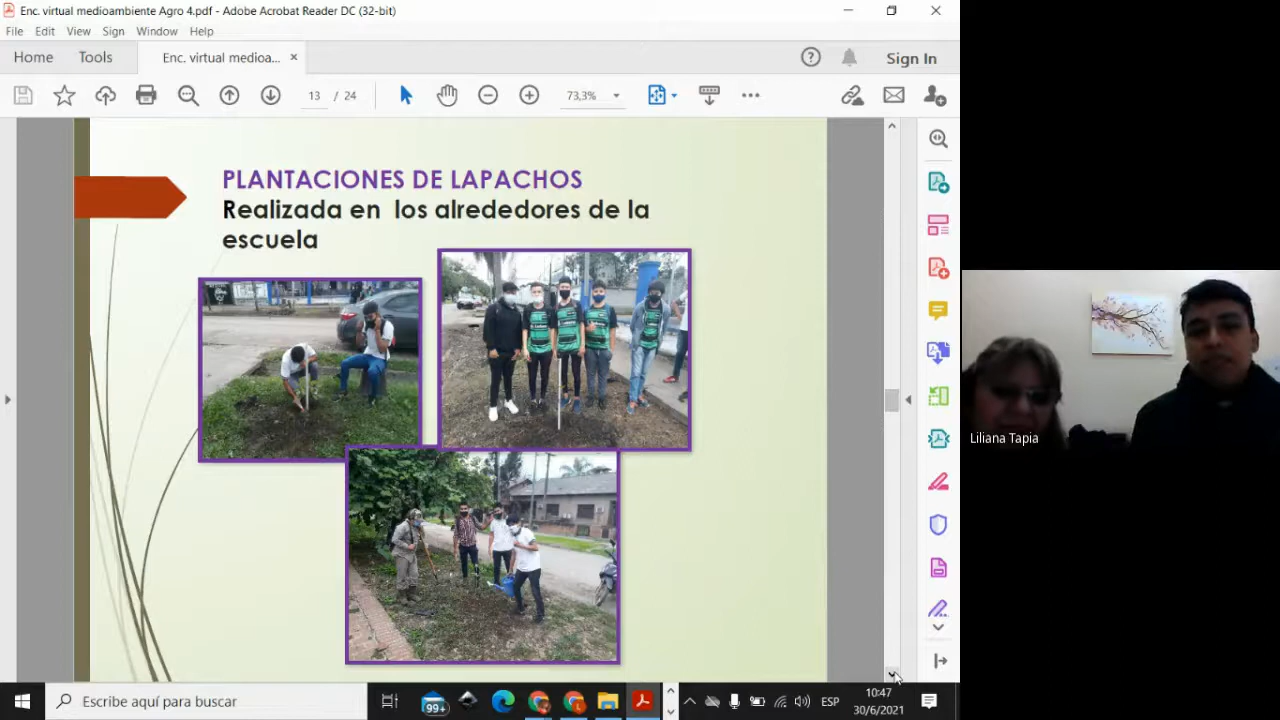 Enc. virtual medioambiente Agro 4.pdf - Adobe Acrobat Reader DC (32-bit)
File Edit View Sign Window Help
Home Tools Enc. virtual medioa... × Sign In
13 / 24 73,3%
PLANTACIONES DE LAPACHOS
Realizada en los alrededores de la
escuela
Liliana Tapia
Escribe aquí para buscar
99+
ESP
10:47
30/6/2021